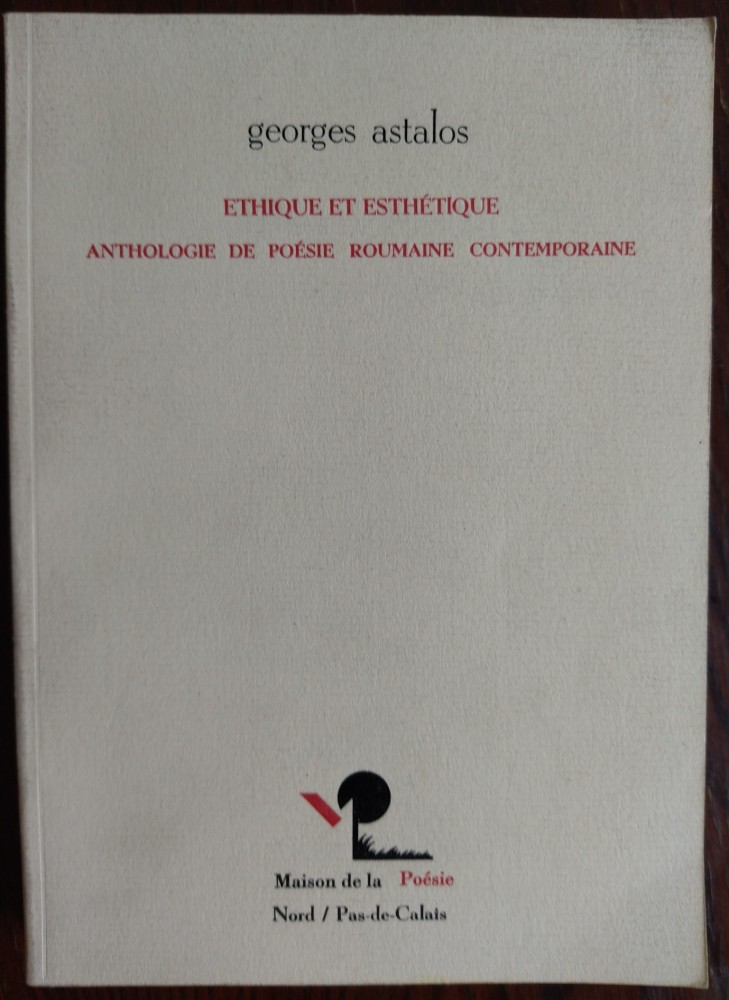 georges astalos
ETHIQUE ET ESTHÉTIQUE
ANTHOLOGIE DE POÉSIE ROUMAINE CONTEMPORAINE
Maison de la Poésie
Nord / Pas-de-Calais